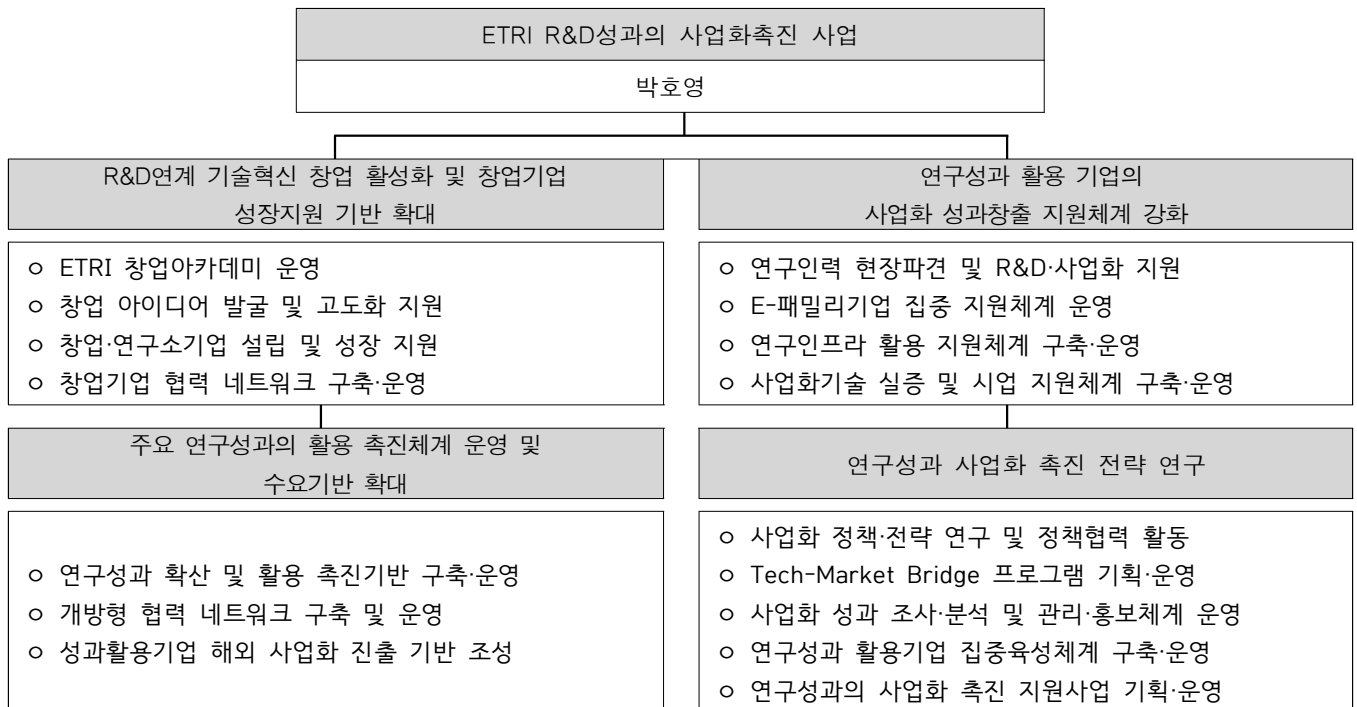 ETRI R&D성과의 사업화촉진 사업
박호영
R&D연계 기술혁신 창업 활성화 및 창업기업
성장지원 기반 확대
ㅇ ETRI 창업아카데미 운영
ㅇ 창업 아이디어 발굴 및 고도화 지원
ㅇ 창업·연구소기업 설립 및 성장 지원
ㅇ 창업기업 협력 네트워크 구축·운영
연구성과 활용 기업의
사업화 성과창출 지원체계 강화
ㅇ 연구인력 현장파견 및 R&D·사업화 지원
ㅇ E-패밀리기업 집중 지원체계 운영
ㅇ 연구인프라 활용 지원체계 구축·운영
ㅇ 사업화기술 실증 및 시업 지원체계 구축·운영
주요 연구성과의 활용 촉진체계 운영 및
수요기반 확대
ㅇ 연구성과 확산 및 활용 촉진기반 구축·운영
ㅇ 개방형 협력 네트워크 구축 및 운영
ㅇ 성과활용기업 해외 사업화 진출 기반 조성
연구성과 사업화 촉진 전략 연구
ㅇ 사업화 정책·전략 연구 및 정책협력 활동
ㅇ Tech-Market Bridge 프로그램 기획·운영
ㅇ 사업화 성과 조사·분석 및 관리·홍보체계 운영
ㅇ 연구성과 활용기업 집중육성체계 구축·운영
ㅇ 연구성과의 사업화 촉진 지원사업 기획·운영